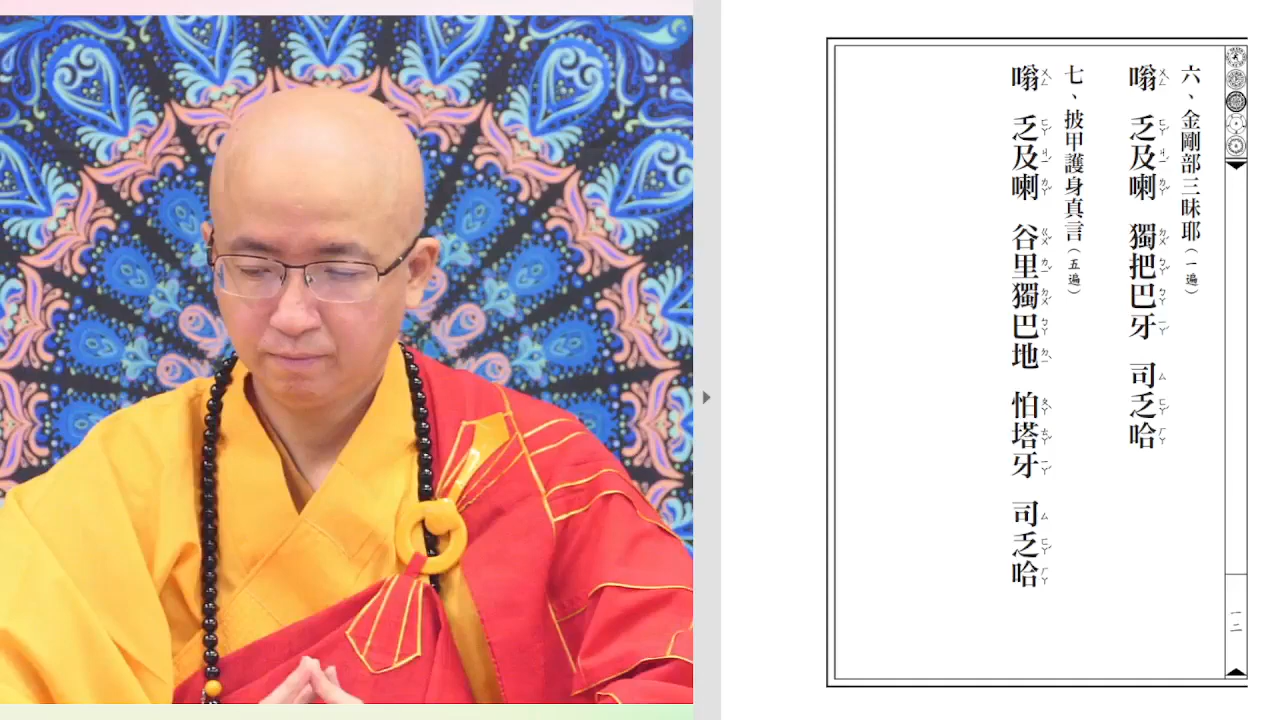 六、金剛部三昧耶（一遍）
嗡 乏及喇 獨把巴牙 司乏哈
七、披甲護身真言（五遍）
嗡 乏及喇 谷里獨巴地 怕塔牙 司乏哈
一二